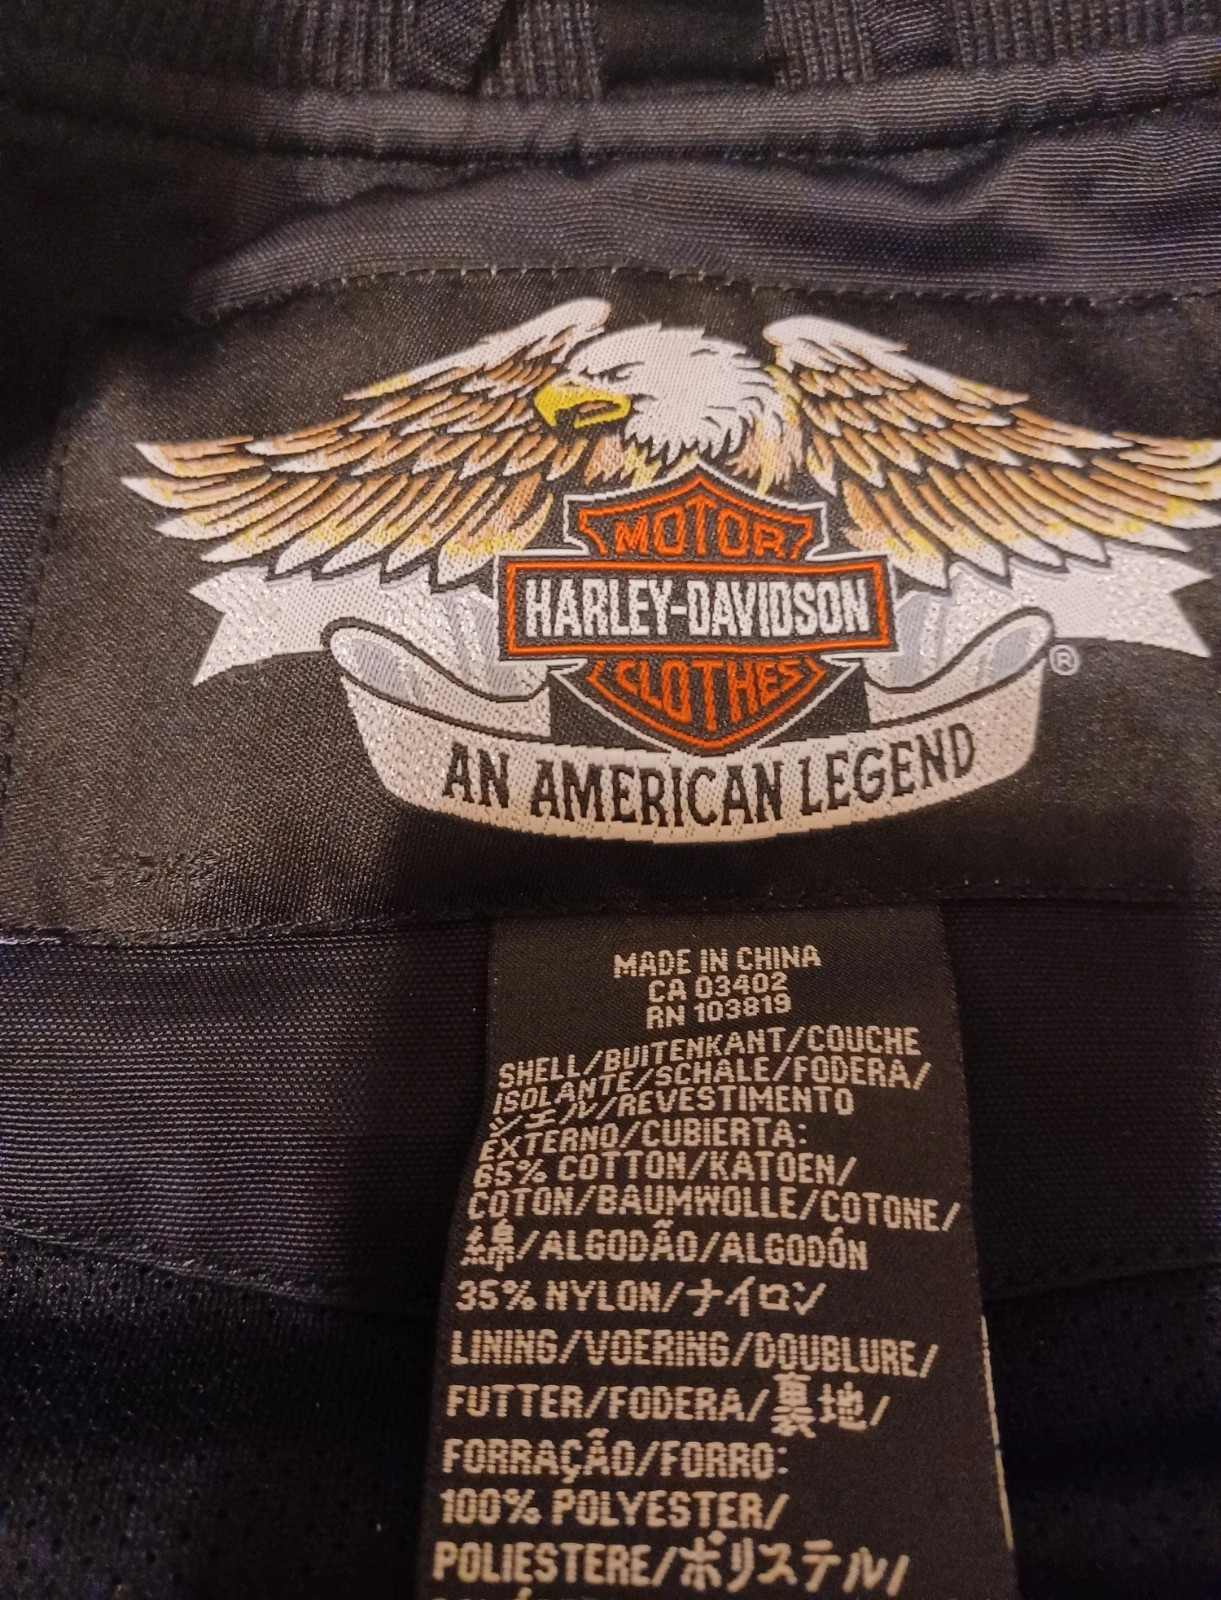 MOTOR
HARLEY-DAVIDSON
CLOTHES
®
AN AMERICAN LEGEND
MADE IN CHINA
CA 03402
RN 103819
SHELL/BUITENKANT/COUCHE
ISOLANTE/SCHALE/FODERA/
シェル/REVESTIMENTO
EXTERNO/CUBIERTA:
65% COTTON/KATOEN/
COTON/BAUMWOLLE/COTONE/
綿/ALGODÃO/ALGODÓN
35% NYLON/ナイロン
LINING/VOERING/DOUBLURE/
FUTTER/FODERA/裏地/
FORRAÇÃO/FORRO:
100% POLYESTER/
POLIESTERE/ポリステル/